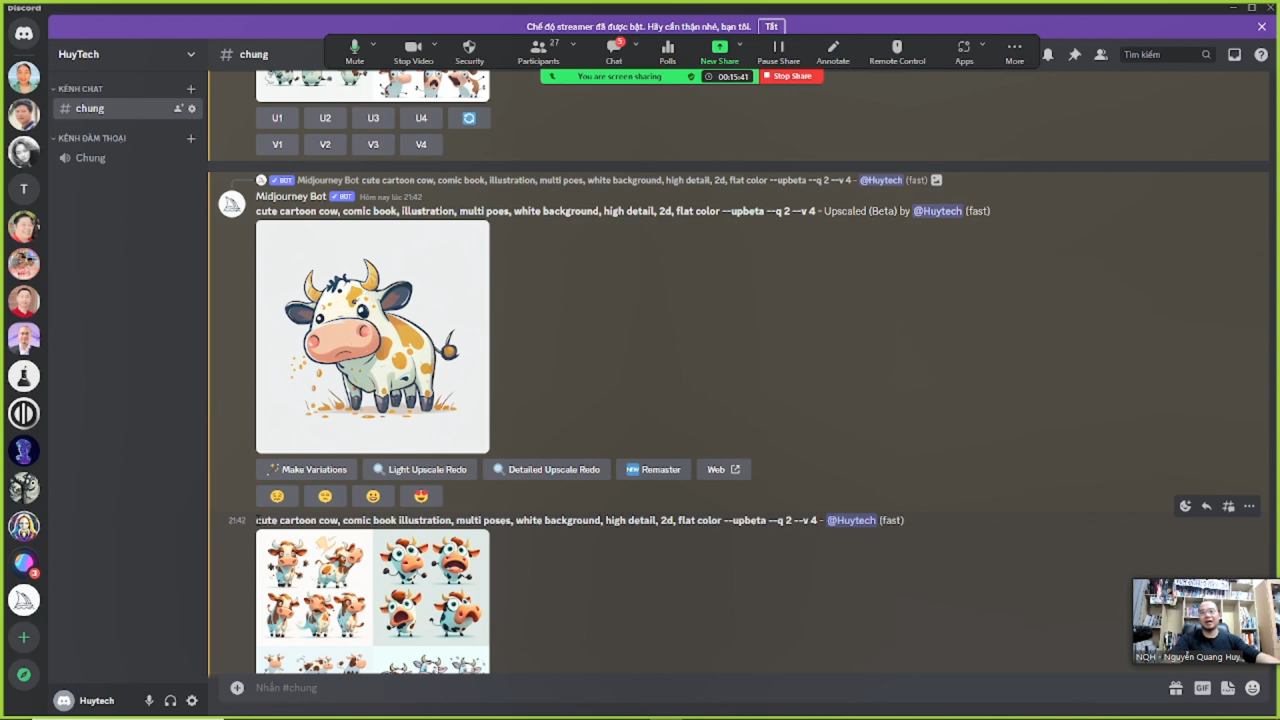 Discord
Chế độ streamer đã được bật. Hãy cẩn thận nhé, bạn tôi. Tắt
HuyTech
chung
Mute
Stop Video
Security
27
Participants
5
Chat
Polls
New Share
Pause Share
Annotate
Remote Control
Apps
More
Tìm kiếm
You are screen sharing
00:15:41
Stop Share
KÊNH CHAT
chung
KÊNH ĐÀM THOẠI
Chung
T
3
U1 U2 U3 U4
V1 V2 V3 V4
BOT Midjourney Bot cute cartoon cow, comic book, illustration, multi poes, white background, high detail, 2d, flat color --upbeta --q 2 --v 4 - @Huytech (fast)
Midjourney Bot BOT Hôm nay lúc 21:42
cute cartoon cow, comic book, illustration, multi poes, white background, high detail, 2d, flat color --upbeta --q 2 --v 4 - Upscaled (Beta) by @Huytech (fast)
Make Variations Light Upscale Redo Detailed Upscale Redo NEW Remaster Web
21:42 cute cartoon cow, comic book illustration, multi poses, white background, high detail, 2d, flat color --upbeta --q 2 --v 4 - @Huytech (fast)
NQH - Nguyễn Quang Huy
Huytech
Nhắn #chung
GIF